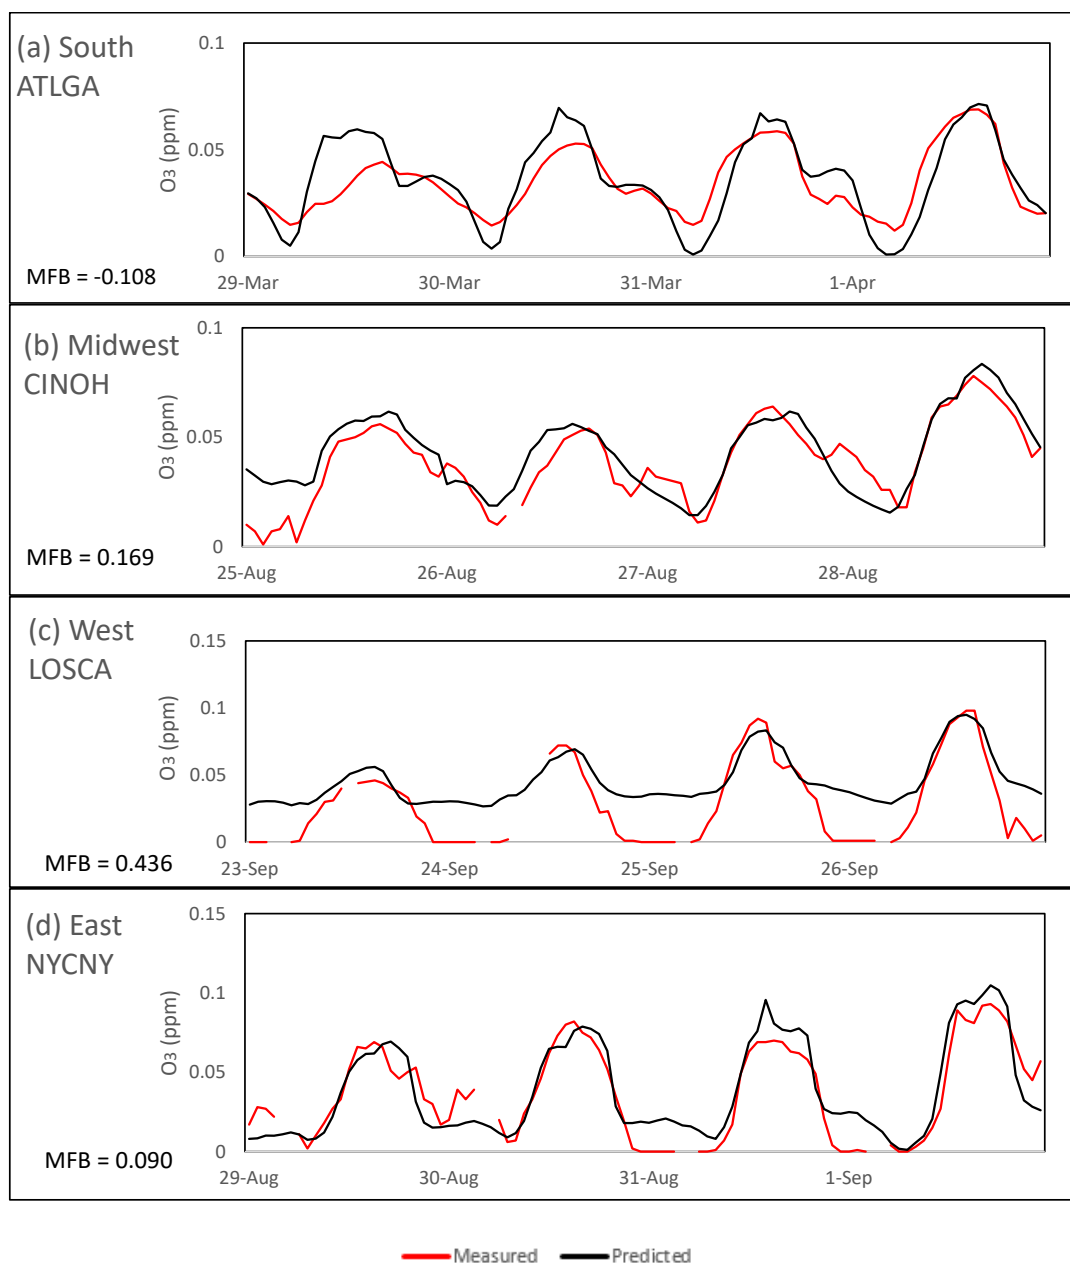 (a) South
ATLGA
O3 (ppm)
0.1
0.05
0
MFB = -0.108
29-Mar
30-Mar
31-Mar
1-Apr
(b) Midwest
CINOH
O3 (ppm)
0.1
0.05
0
MFB = 0.169
25-Aug
26-Aug
27-Aug
28-Aug
(c) West
LOSCA
O3 (ppm)
0.15
0.1
0.05
0
MFB = 0.436
23-Sep
24-Sep
25-Sep
26-Sep
(d) East
NYCNY
O3 (ppm)
0.15
0.1
0.05
0
MFB = 0.090
29-Aug
30-Aug
31-Aug
1-Sep
Measured
Predicted